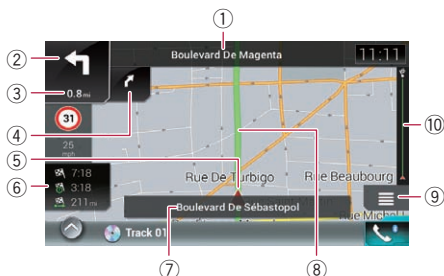 ①
② Boulevard De Magenta 11:11
③ 0.8 mi
④
31
25 mph
⑤
⑥ 7:18
3:18
211 mi
Rue De Turbigo Rue Beaubourg
⑩
⑨
Boulevard De Sébastopol
Rue Michel
Track 01
⑦ ⑧